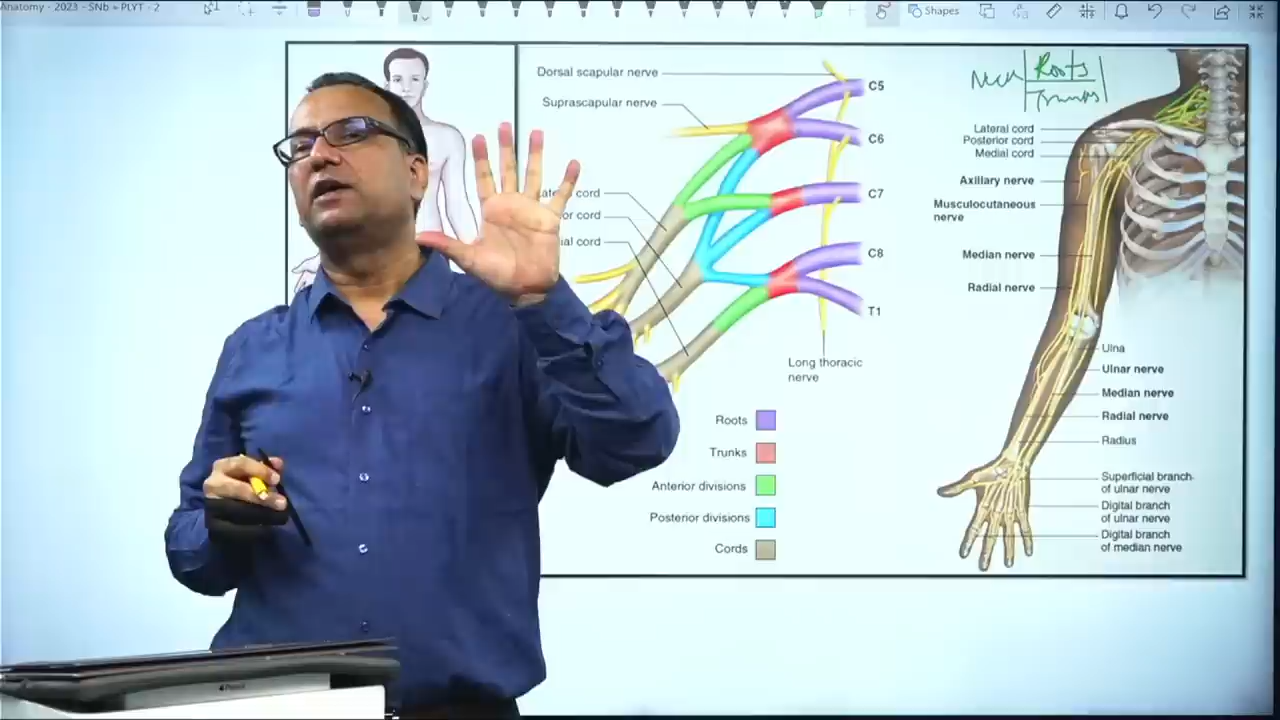 Anatomy - 2023 - SNb » PLYT - 2
Shapes
Dorsal scapular nerve
Suprascapular nerve
C5
C6
C7
C8
T1
cord
cord
cord
Long thoracic
nerve
Roots
Trunks
Anterior divisions
Posterior divisions
Cords
Roots
Trunks
Lateral cord
Posterior cord
Medial cord
Axillary nerve
Musculocutaneous
nerve
Median nerve
Radial nerve
Ulna
Ulnar nerve
Median nerve
Radial nerve
Radius
Superficial branch
of ulnar nerve
Digital branch
of ulnar nerve
Digital branch
of median nerve